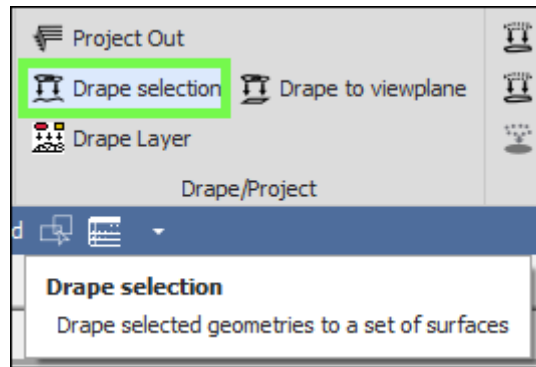 Project Out
Drape selection
Drape to viewplane
Drape Layer
Drape/Project
d
Drape selection
Drape selected geometries to a set of surfaces